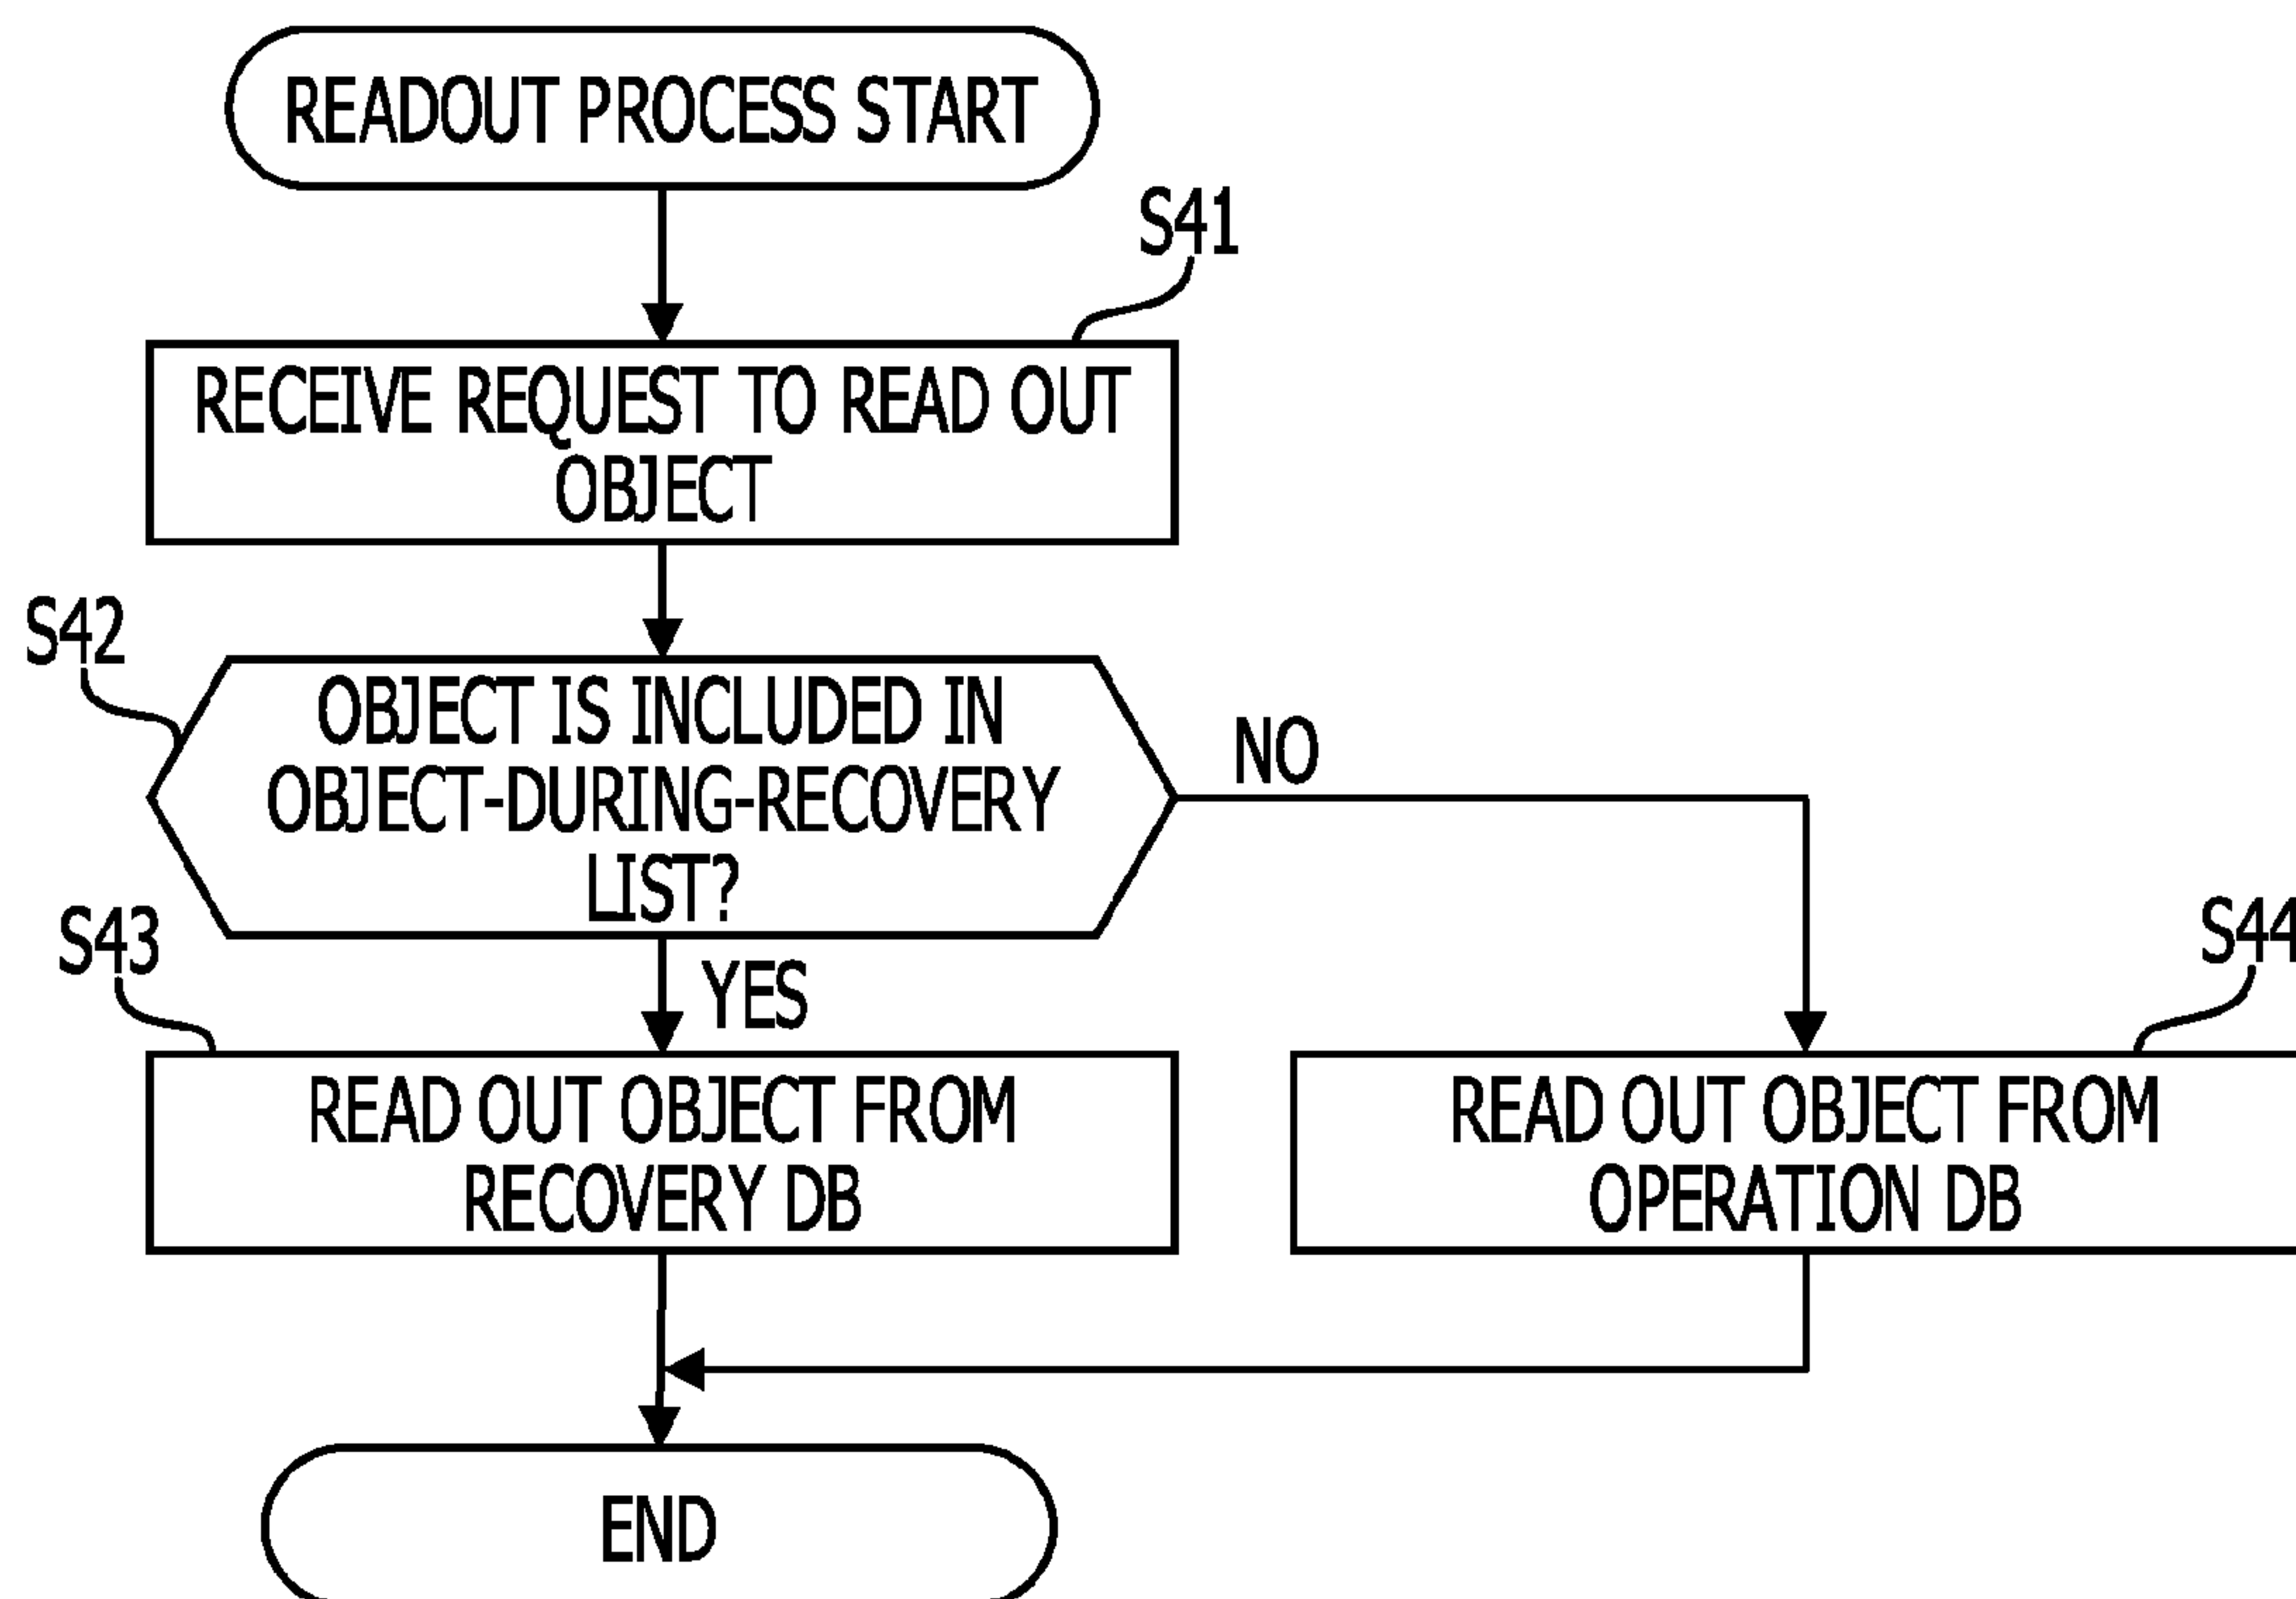 READOUT PROCESS START
S41
RECEIVE REQUEST TO READ OUT
OBJECT
S42
OBJECT IS INCLUDED IN
OBJECT-DURING-RECOVERY
LIST?
NO
YES
S43
READ OUT OBJECT FROM
RECOVERY DB
S44
READ OUT OBJECT FROM
OPERATION DB
END